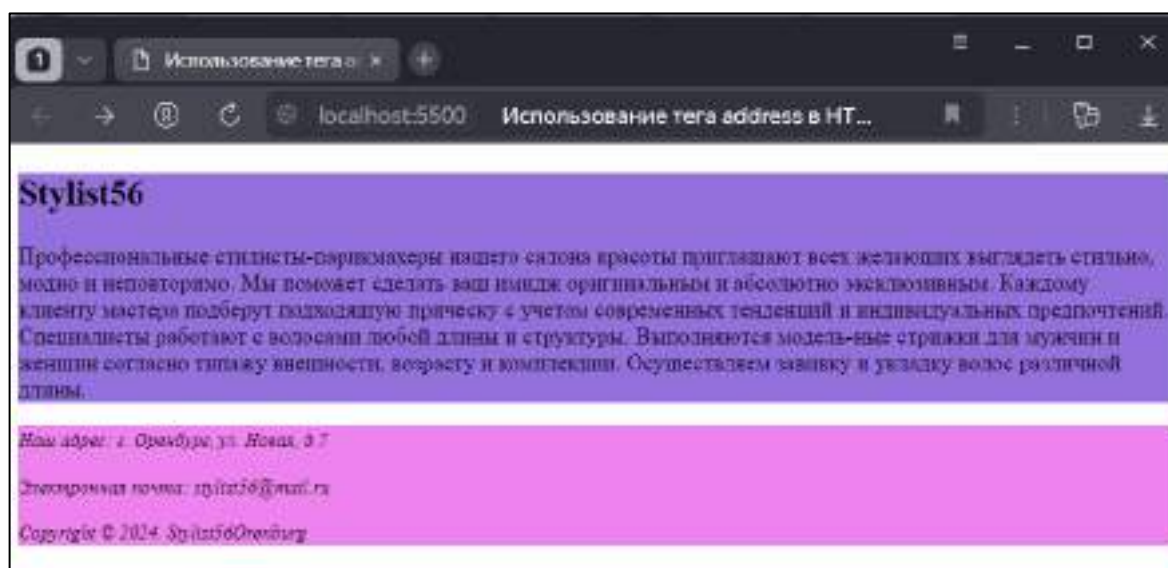 1
Использование тега a
localhost:5500 Использование тега address в HT...
Stylist56
Профессиональные стилисты-парикмахеры нашего салона красоты приглашают всех желающих выглядеть стильно,
модно и неповторимо. Мы поможет сделать ваш имидж оригинальным и абсолютно эксклюзивным. Каждому
клиенту мастера подберут подходящую прическу с учетом современных тенденций и индивидуальных предпочтений.
Специалисты работают с волосами любой длины и структуры. Выполняются модель-ные стрижки для мужчин и
женщин согласно типажу внешности, возрасту и комплекции. Осуществляем завивку и укладку волос различной
длины.
Наш адрес: г. Оренбург, ул. Новая, д 7
Электронная почта: stylist56@mail.ru
Copyright © 2024. Stylist56Orenburg